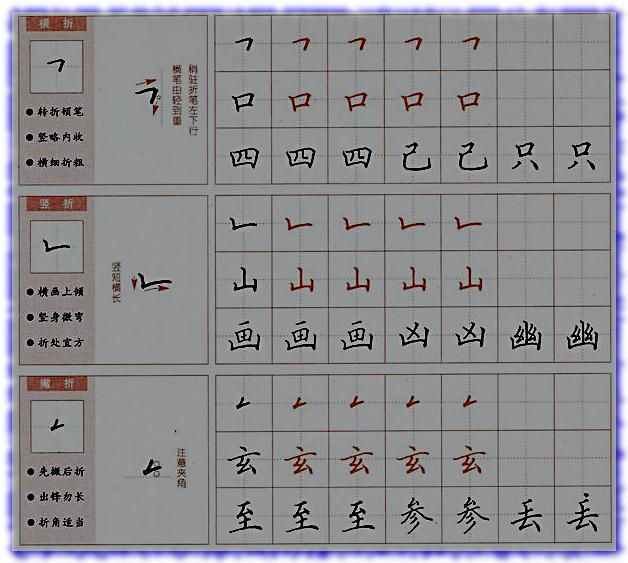 横折
转折顿笔
竖略内收
横细折粗
稍驻折笔左下行
横笔由轻到重
㇕ ㇕ ㇕ ㇕ ㇕
口 口 口 口 口
四 四 四 己 己 只 只
竖折
横画上倾
竖身微弯
折处宜方
竖短横长
𠃊 𠃊 𠃊 𠃊 𠃊
山 山 山 山 山
画 画 画 凶 凶 幽 幽
撇折
先撇后折
出锋勿长
折角适当
注意夹角
𠃋 𠃋 𠃋 𠃋 𠃋
玄 玄 玄 玄 玄
至 至 至 参 参 丢 丢